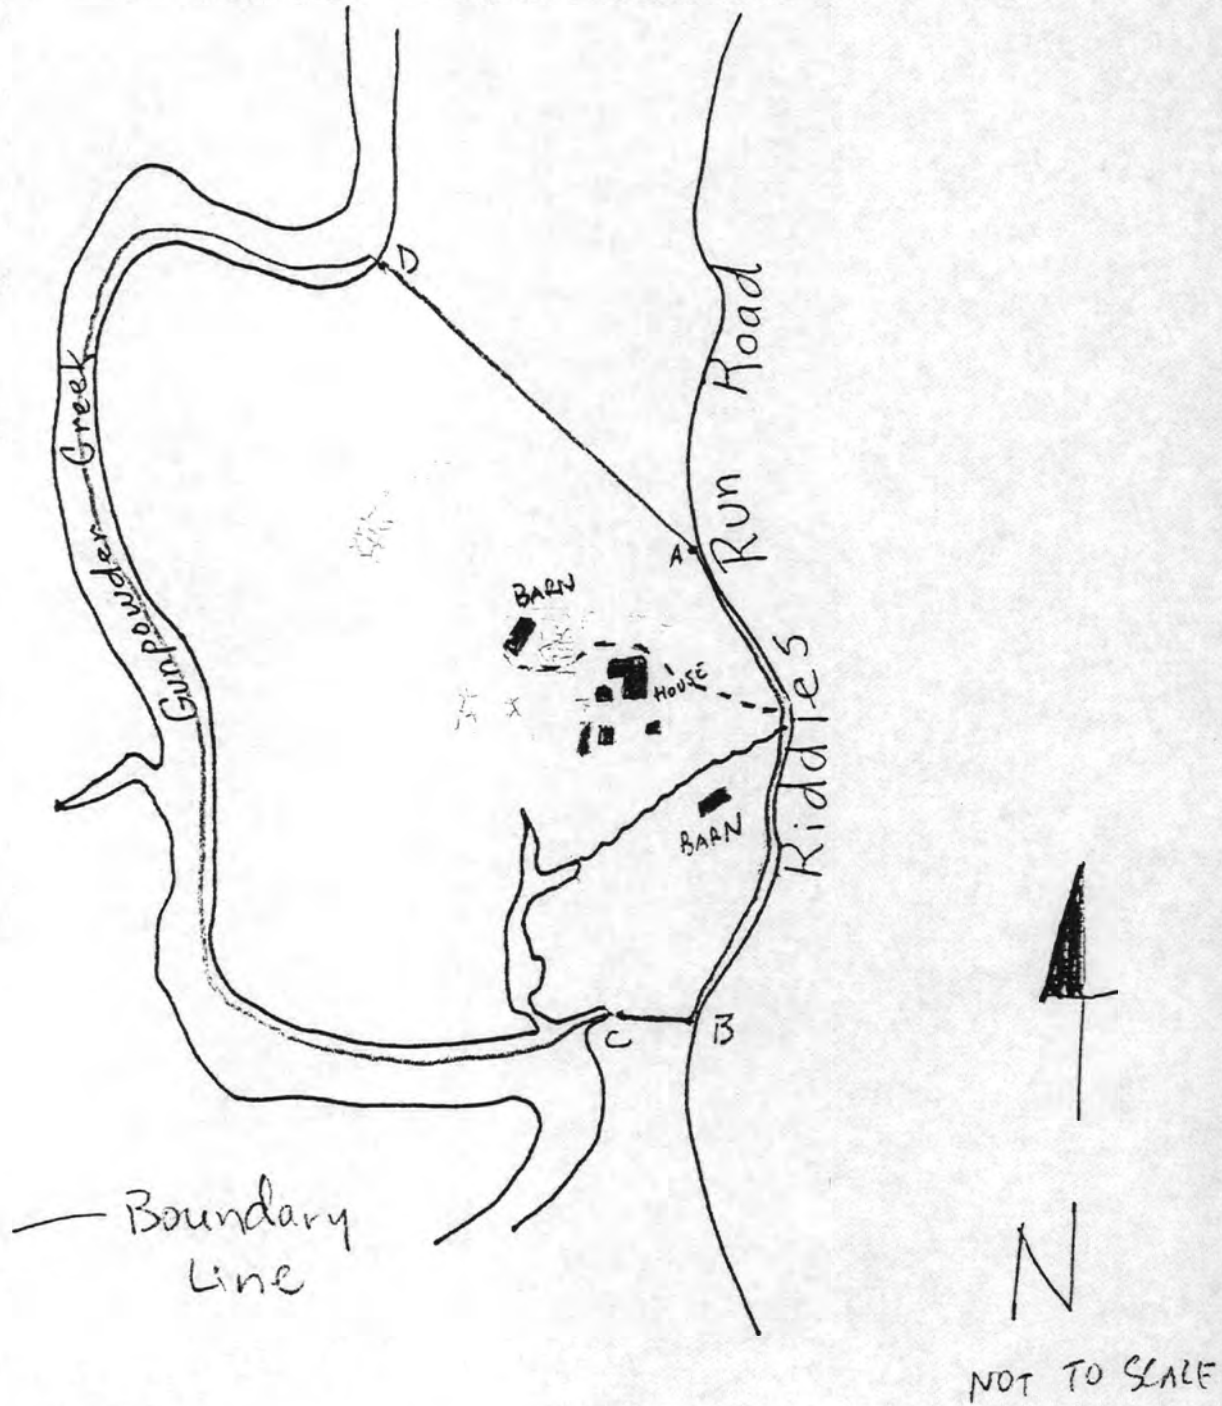 D
Riddles Run Road
Gunpowder Creek
A
BARN
HOUSE
BARN
C
B
Boundary
Line
N
NOT TO SCALE